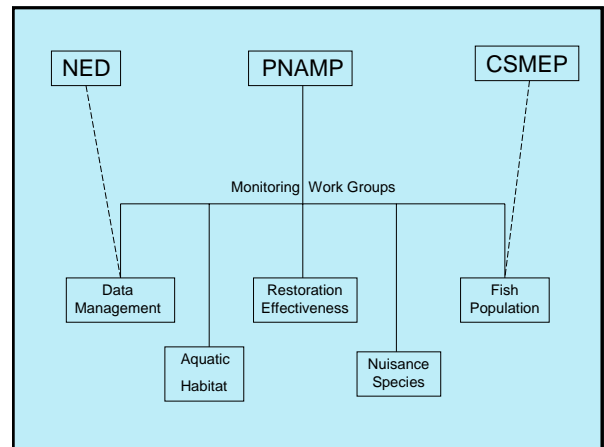 NED
PNAMP
CSMEP
Monitoring Work Groups
Data
Management
Restoration
Effectiveness
Fish
Population
Aquatic
Habitat
Nuisance
Species